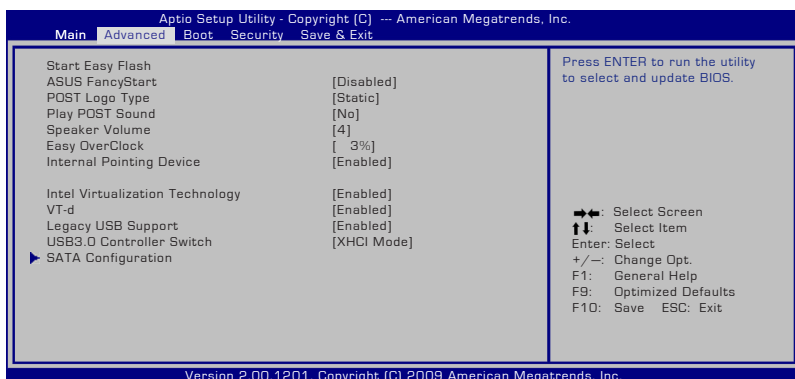 Aptio Setup Utility - Copyright (C) --- American Megatrends, Inc.
Main Advanced Boot Security Save & Exit
Start Easy Flash
ASUS FancyStart [Disabled]
POST Logo Type [Static]
Play POST Sound [No]
Speaker Volume [4]
Easy OverClock [ 3%]
Internal Pointing Device [Enabled]
Intel Virtualization Technology [Enabled]
VT-d [Enabled]
Legacy USB Support [Enabled]
USB3.0 Controller Switch [XHCI Mode]
SATA Configuration
Press ENTER to run the utility
to select and update BIOS.
→←: Select Screen
↑↓: Select Item
Enter: Select
+/—: Change Opt.
F1: General Help
F9: Optimized Defaults
F10: Save ESC: Exit
Version 2.00.1201. Copyright (C) 2009 American Megatrends, Inc.